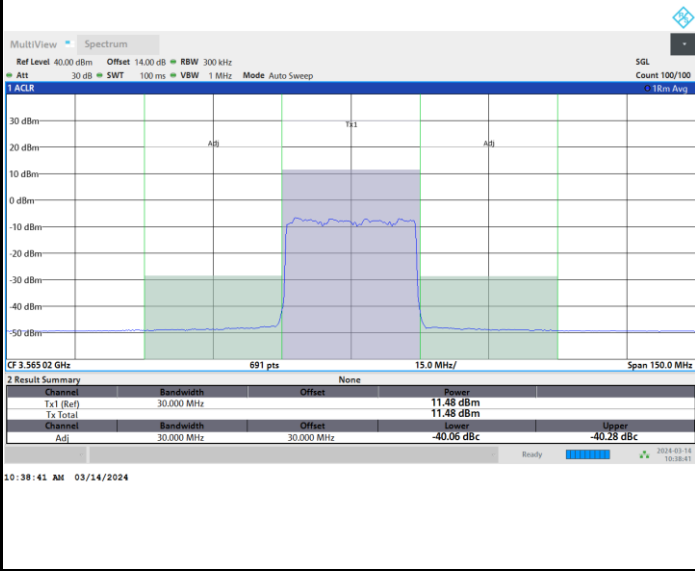 MultiView Spectrum
Ref Level 40.00 dBm Offset 14.00 dB RBW 300 kHz SGL
Att 30 dB SWT 100 ms VBW 1 MHz Mode Auto Sweep Count 100/100
1 ACLR 1Rm Avg
30 dBm
Tx1
20 dBm
Adj Adj
10 dBm
0 dBm
-10 dBm
-20 dBm
-30 dBm
-40 dBm
-50 dBm
CF 3.565 02 GHz 691 pts 15.0 MHz/ Span 150.0 MHz
2 Result Summary None
Channel Bandwidth Offset Power
Tx1 (Ref) 30.000 MHz 11.48 dBm
Tx Total 11.48 dBm
Channel Bandwidth Offset Lower Upper
Adj 30.000 MHz 30.000 MHz -40.06 dBc -40.28 dBc
Ready 2024-03-14
10:38:41
10:38:41 AM 03/14/2024